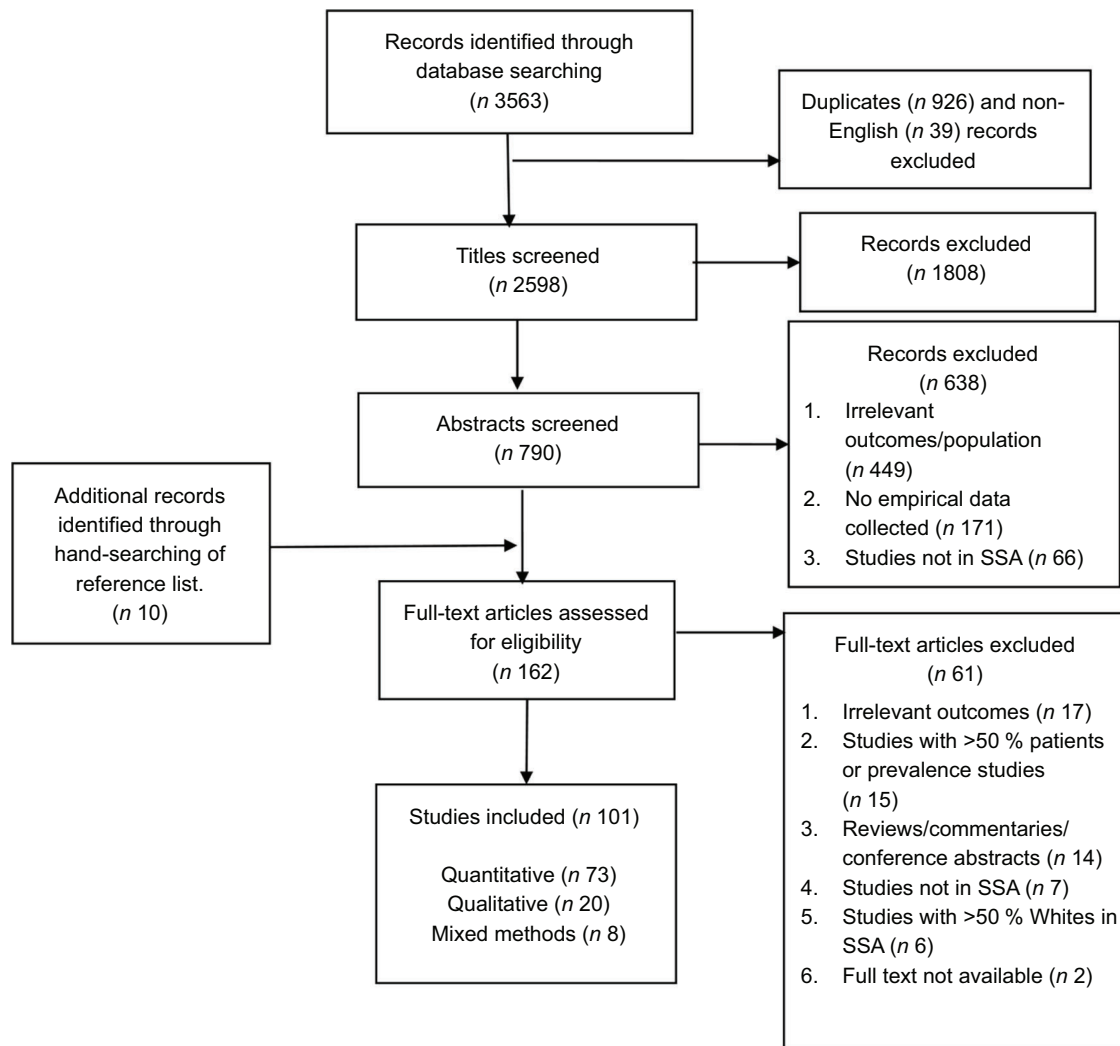 Records identified through
database searching
(n 3563)
Duplicates (n 926) and non-
English (n 39) records
excluded
Titles screened
(n 2598)
Records excluded
(n 1808)
Abstracts screened
(n 790)
Records excluded
(n 638)
1. Irrelevant
outcomes/population
(n 449)
2. No empirical data
collected (n 171)
3. Studies not in SSA (n 66)
Additional records
identified through
hand-searching of
reference list.
(n 10)
Full-text articles assessed
for eligibility
(n 162)
Full-text articles excluded
(n 61)
1. Irrelevant outcomes (n 17)
2. Studies with >50 % patients
or prevalence studies
(n 15)
3. Reviews/commentaries/
conference abstracts (n 14)
4. Studies not in SSA (n 7)
5. Studies with >50 % Whites in
SSA (n 6)
6. Full text not available (n 2)
Studies included (n 101)
Quantitative (n 73)
Qualitative (n 20)
Mixed methods (n 8)